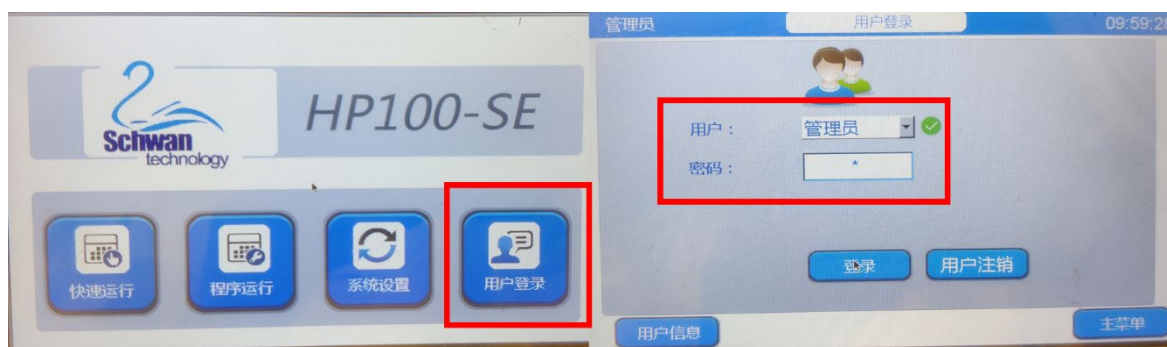 Schwan
technology
HP100-SE
快速运行
程序运行
系统设置
用户登录
管理员
用户登录
09:59:28
用户：
管理员
密码：
*
登录
用户注销
用户信息
主菜单